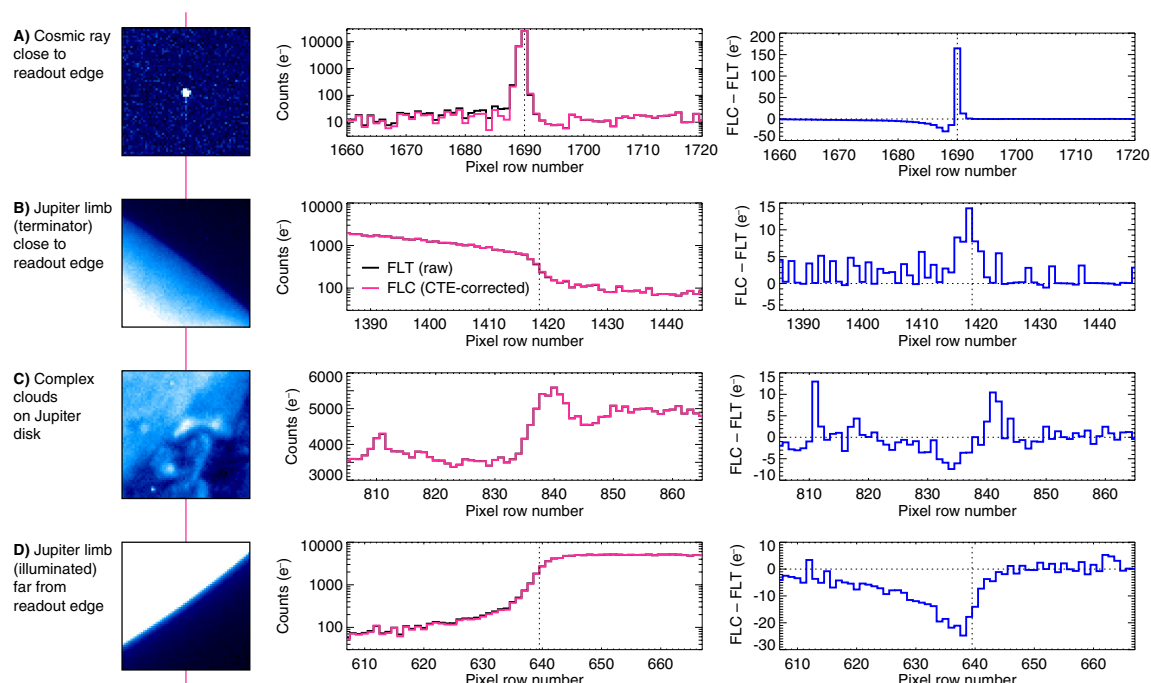 A) Cosmic ray
close to
readout edge
Counts (e⁻)
10000
1000
100
10
1660 1670 1680 1690 1700 1710 1720
Pixel row number
FLC – FLT (e⁻)
200
150
100
50
0
-50
1660 1670 1680 1690 1700 1710 1720
Pixel row number
B) Jupiter limb
(terminator)
close to
readout edge
Counts (e⁻)
10000
1000
100
FLT (raw)
FLC (CTE-corrected)
1390 1400 1410 1420 1430 1440
Pixel row number
FLC – FLT (e⁻)
15
10
5
0
-5
1390 1400 1410 1420 1430 1440
Pixel row number
C) Complex
clouds
on Jupiter
disk
Counts (e⁻)
6000
5000
4000
3000
810 820 830 840 850 860
Pixel row number
FLC – FLT (e⁻)
15
10
5
0
-5
-10
810 820 830 840 850 860
Pixel row number
D) Jupiter limb
(illuminated)
far from
readout edge
Counts (e⁻)
10000
1000
100
610 620 630 640 650 660
Pixel row number
FLC – FLT (e⁻)
10
0
-10
-20
-30
610 620 630 640 650 660
Pixel row number